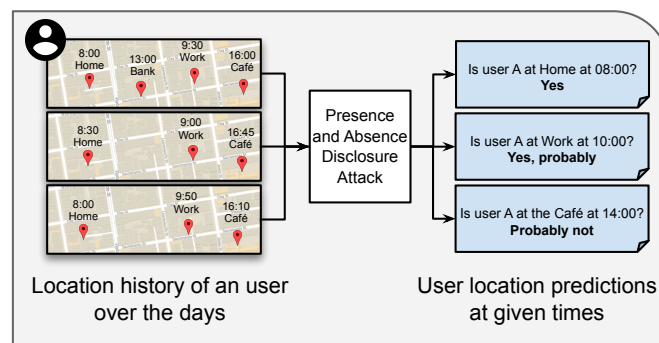 8:00
Home
13:00
Bank
9:30
Work
16:00
Café
8:30
Home
9:00
Work
16:45
Café
8:00
Home
9:50
Work
16:10
Café
Location history of an user
over the days
Presence
and Absence
Disclosure
Attack
Is user A at Home at 08:00?
Yes
Is user A at Work at 10:00?
Yes, probably
Is user A at the Café at 14:00?
Probably not
User location predictions
at given times